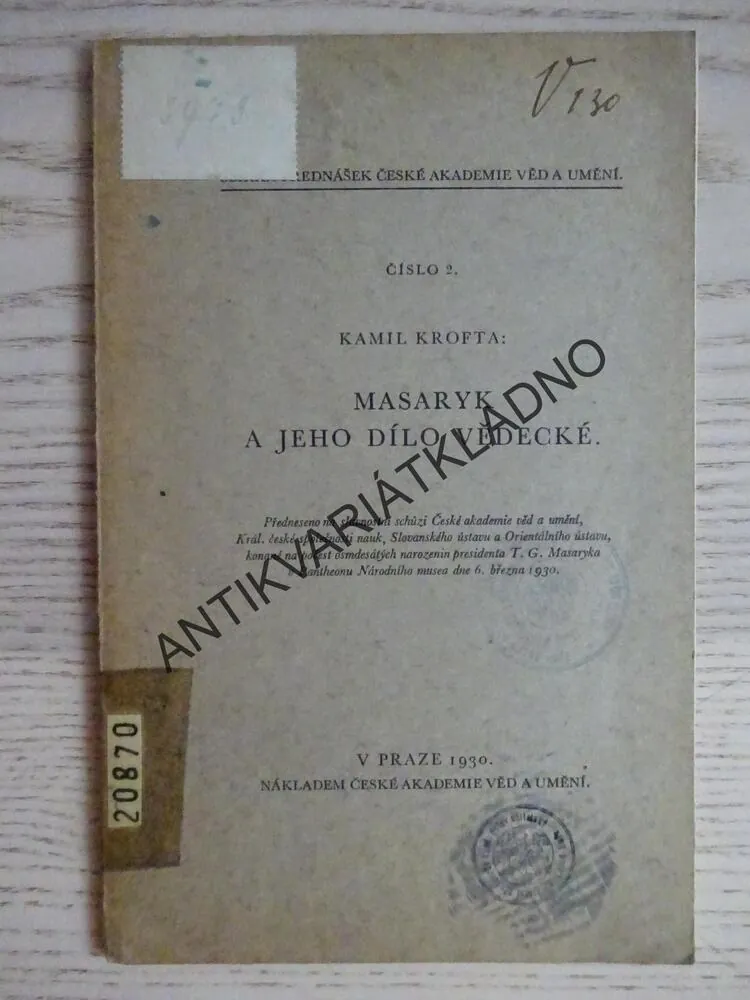 V 130
PŘEDNÁŠEK ČESKÉ AKADEMIE VĚD A UMĚNÍ.
ČÍSLO 2.
KAMIL KROFTA:
MASARYK
A JEHO DÍLO VĚDECKÉ.
Předneseno na slavnostní schůzi České akademie věd a umění,
Král. české společnosti nauk, Slovanského ústavu a Orientálního ústavu,
konané na počest osmdesátých narozenin presidenta T. G. Masaryka
v Pantheonu Národního musea dne 6. března 1930.
ANTIKVARIÁTKLADNO
20870
V PRAZE 1930.
NÁKLADEM ČESKÉ AKADEMIE VĚD A UMĚNÍ.